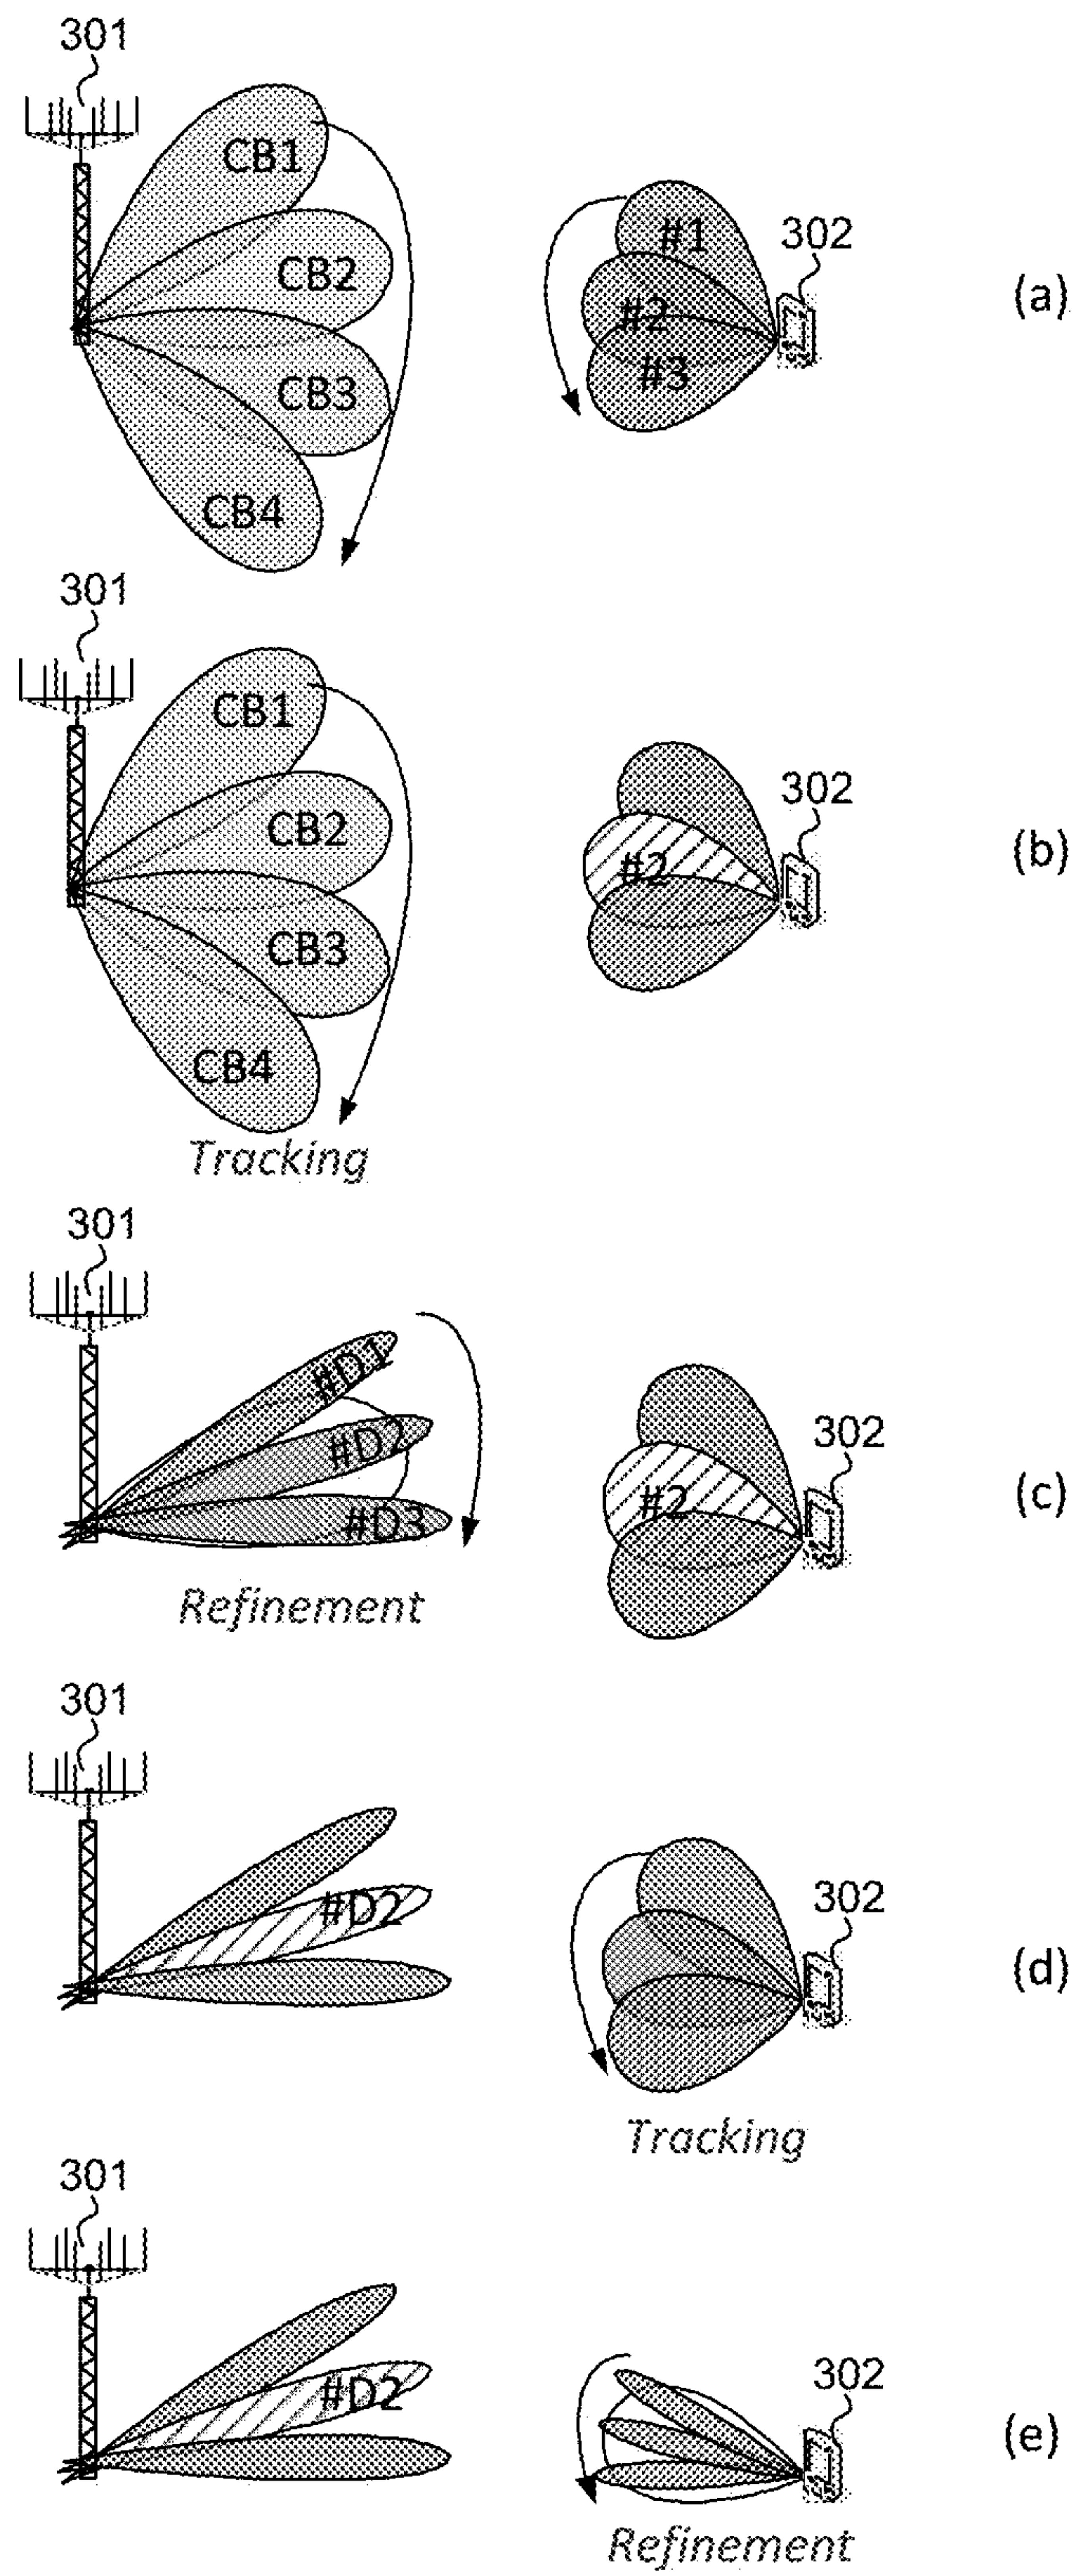 301
CB1
#1
302
CB2
(a)
#2
CB3
#3
CB4
301
CB1
302
CB2
(b)
#2
CB3
CB4
Tracking
301
#D1
302
#D2
#2
(c)
#D3
Refinement
301
302
#D2
(d)
Tracking
301
302
#D2
(e)
Refinement